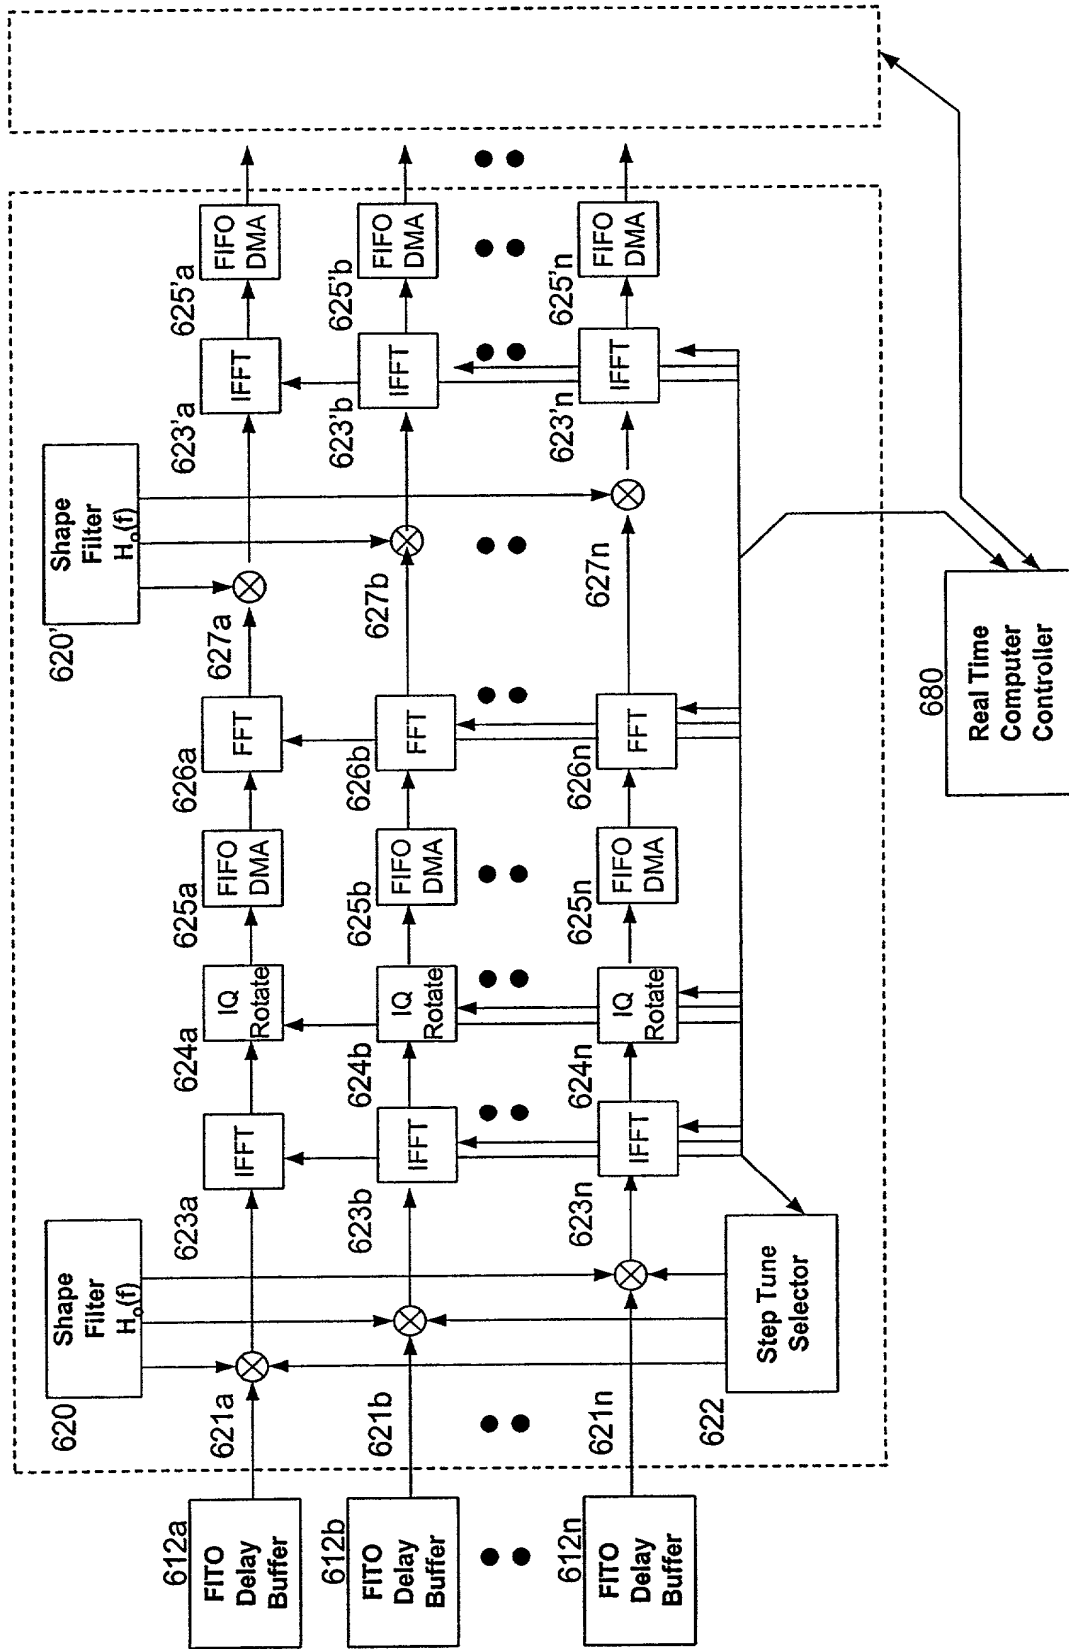 620
Shape
Filter
H₀(f)
620'
Shape
Filter
H₀(f)
612a
FITO
Delay
Buffer
621a
623a
IFFT
624a
IQ
Rotate
625a
FIFO
DMA
626a
FFT
627a
623'a
IFFT
625'a
FIFO
DMA
612b
FITO
Delay
Buffer
621b
623b
IFFT
624b
IQ
Rotate
625b
FIFO
DMA
626b
FFT
627b
623'b
IFFT
625'b
FIFO
DMA
612n
FITO
Delay
Buffer
621n
623n
IFFT
624n
IQ
Rotate
625n
FIFO
DMA
626n
FFT
627n
623'n
IFFT
625'n
FIFO
DMA
622
Step Tune
Selector
680
Real Time
Computer
Controller